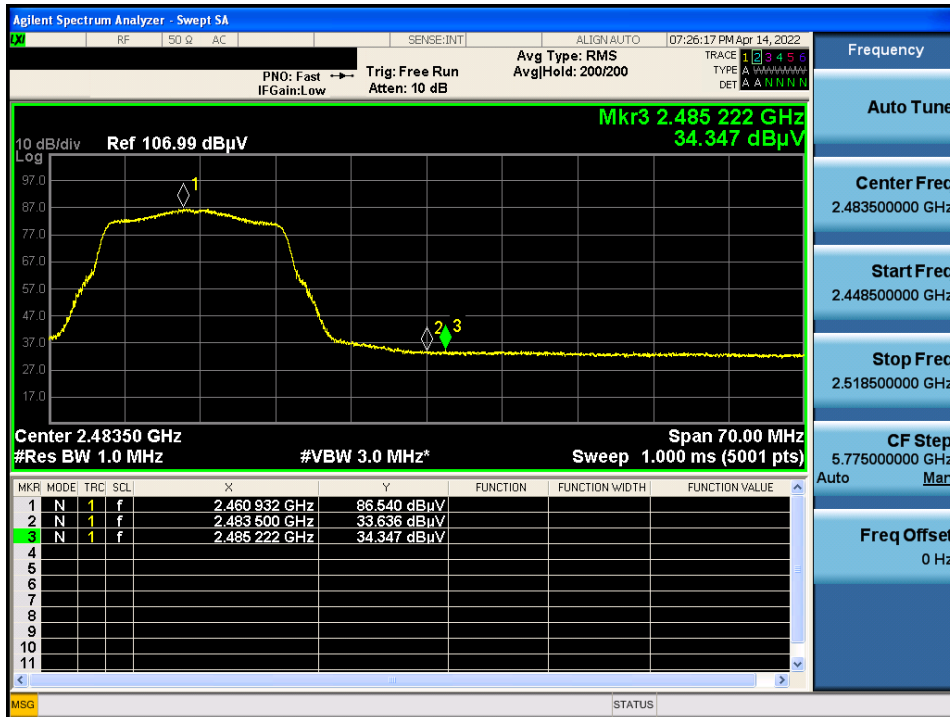 Agilent Spectrum Analyzer - Swept SA
LXI RF 50 Ω AC SENSE:INT ALIGN AUTO 07:26:17 PM Apr 14, 2022
PNO: Fast
IFGain:Low
Trig: Free Run
Atten: 10 dB
Avg Type: RMS
Avg|Hold: 200/200
TRACE 1 2 3 4 5 6
TYPE A WWWWW
DET A A N N N N
Mkr3 2.485 222 GHz
34.347 dBµV
10 dB/div Ref 106.99 dBµV
Log
97.0
87.0
77.0
67.0
57.0
47.0
37.0
27.0
17.0
1
2 3
Center 2.48350 GHz Span 70.00 MHz
#Res BW 1.0 MHz #VBW 3.0 MHz* Sweep 1.000 ms (5001 pts)
MKR MODE TRC SCL X Y FUNCTION FUNCTION WIDTH FUNCTION VALUE
1 N 1 f 2.460 932 GHz 86.540 dBµV
2 N 1 f 2.483 500 GHz 33.636 dBµV
3 N 1 f 2.485 222 GHz 34.347 dBµV
4
5
6
7
8
9
10
11
MSG STATUS
Frequency
Auto Tune
Center Freq
2.483500000 GHz
Start Freq
2.448500000 GHz
Stop Freq
2.518500000 GHz
CF Step
5.775000000 GHz
Auto Man
Freq Offset
0 Hz